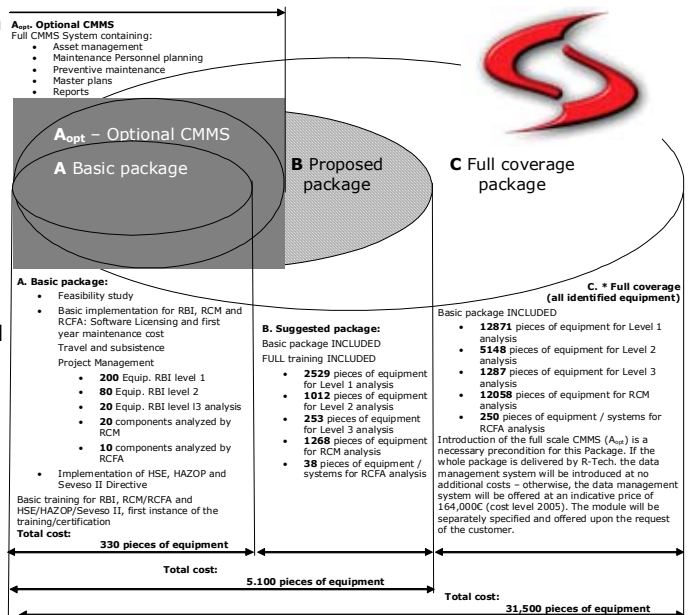 A_opt. Optional CMMS
Full CMMS System containing:
• Asset management
• Maintenance Personnel planning
• Preventive maintenance
• Master plans
• Reports
A_opt – Optional CMMS
A Basic package
B Proposed
package
C Full coverage
package
A. Basic package:
• Feasibility study
• Basic implementation for RBI, RCM and
RCFA: Software Licensing and first
year maintenance cost
Travel and subsistence
Project Management
• 200 Equip. RBI level 1
• 80 Equip. RBI level 2
• 20 Equip. RBI level l3 analysis
• 20 components analyzed by
RCM
• 10 components analyzed by
RCFA
• Implementation of HSE, HAZOP and
Seveso II Directive
Basic training for RBI, RCM/RCFA and
HSE/HAZOP/Seveso II, first instance of the
training/certification
Total cost:
330 pieces of equipment
B. Suggested package:
Basic package INCLUDED
FULL training INCLUDED
• 2529 pieces of equipment
for Level 1 analysis
• 1012 pieces of equipment
for Level 2 analysis
• 253 pieces of equipment
for Level 3 analysis
• 1268 pieces of equipment
for RCM analysis
• 38 pieces of equipment /
systems for RCFA analysis
C. * Full coverage
(all identified equipment)
Basic package INCLUDED
• 12871 pieces of equipment for Level 1
analysis
• 5148 pieces of equipment for Level 2
analysis
• 1287 pieces of equipment for Level 3
analysis
• 12058 pieces of equipment for RCM
analysis
• 250 pieces of equipment / systems for
RCFA analysis
Introduction of the full scale CMMS (A_opt) is a
necessary precondition for this Package. If the
whole package is delivered by R-Tech. the data
management system will be introduced at no
additional costs – otherwise, the data management
system will be offered at an indicative price of
164,000€ (cost level 2005). The module will be
separately specified and offered upon the request
of the customer.
Total cost:
5.100 pieces of equipment
Total cost:
31,500 pieces of equipment